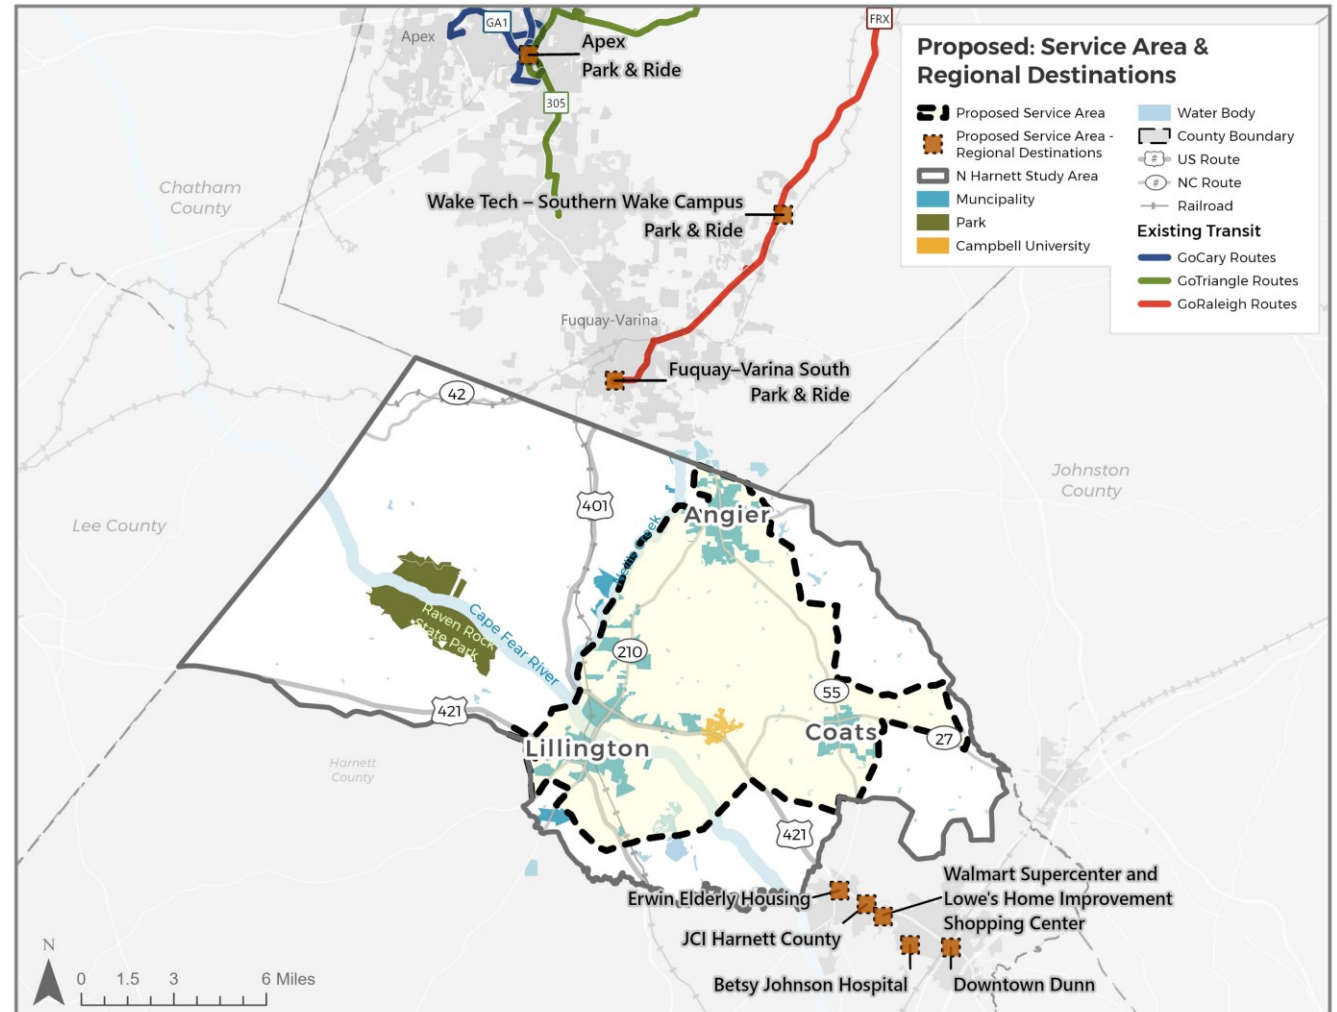 FRX
GA1
Apex
Apex
Park & Ride
305
Proposed: Service Area &
Regional Destinations
Proposed Service Area
Proposed Service Area -
Regional Destinations
N Harnett Study Area
Muncipality
Park
Campbell University
Water Body
County Boundary
# US Route
# NC Route
Railroad
Existing Transit
GoCary Routes
GoTriangle Routes
GoRaleigh Routes
Chatham
County
Wake Tech – Southern Wake Campus
Park & Ride
Fuquay-Varina
Fuquay–Varina South
Park & Ride
42
Johnston
County
401
Angier
Lee County
Creek
Raven Rock
State Park
Cape Fear River
210
55
421
Lillington
Coats
27
Harnett
County
421
Erwin Elderly Housing
Walmart Supercenter and
Lowe's Home Improvement
Shopping Center
JCI Harnett County
Betsy Johnson Hospital
Downtown Dunn
N
0 1.5 3 6 Miles